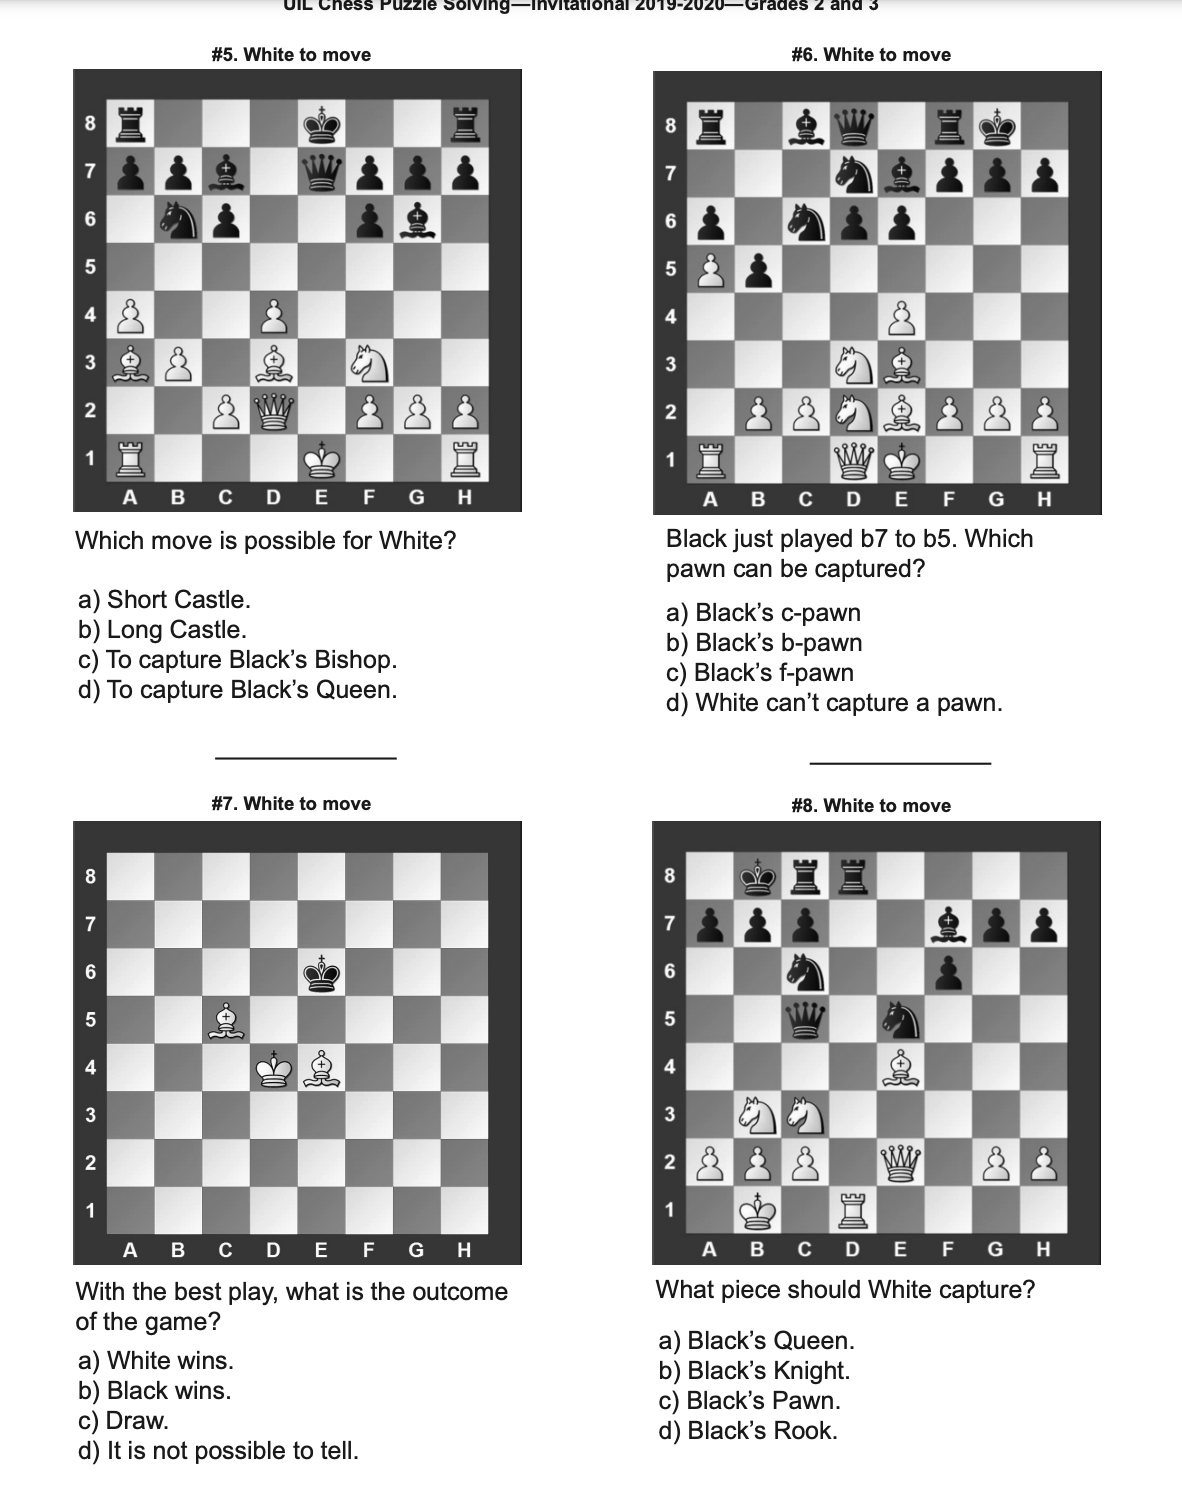 UIL Chess Puzzle Solving—Invitational 2019-2020—Grades 2 and 3
#5. White to move
8
7
6
5
4
3
2
1
A B C D E F G H
Which move is possible for White?
a) Short Castle.
b) Long Castle.
c) To capture Black’s Bishop.
d) To capture Black’s Queen.
#6. White to move
8
7
6
5
4
3
2
1
A B C D E F G H
Black just played b7 to b5. Which
pawn can be captured?
a) Black’s c-pawn
b) Black’s b-pawn
c) Black’s f-pawn
d) White can’t capture a pawn.
#7. White to move
8
7
6
5
4
3
2
1
A B C D E F G H
With the best play, what is the outcome
of the game?
a) White wins.
b) Black wins.
c) Draw.
d) It is not possible to tell.
#8. White to move
8
7
6
5
4
3
2
1
A B C D E F G H
What piece should White capture?
a) Black’s Queen.
b) Black’s Knight.
c) Black’s Pawn.
d) Black’s Rook.